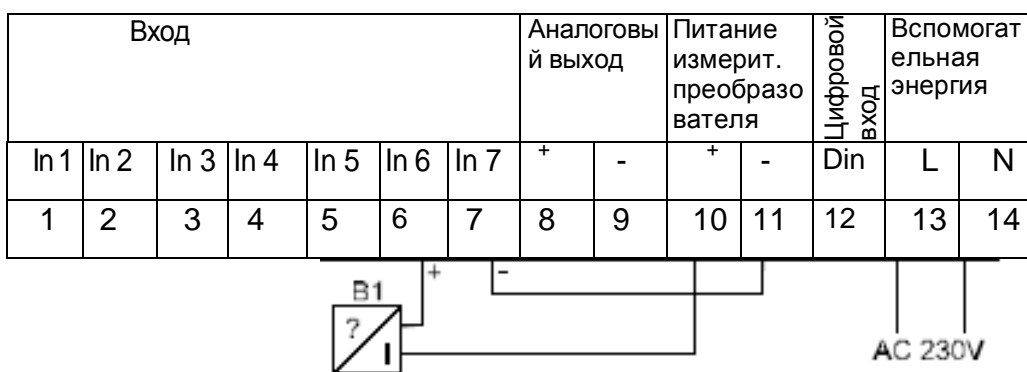 Вход
Аналоговы
й выход
Питание
измерит.
преобразо
вателя
Цифровой
вход
Вспомогат
ельная
энергия
In 1 In 2 In 3 In 4 In 5 In 6 In 7 + - + - Din L N
1 2 3 4 5 6 7 8 9 10 11 12 13 14
+ -
B1
?
I
AC 230V